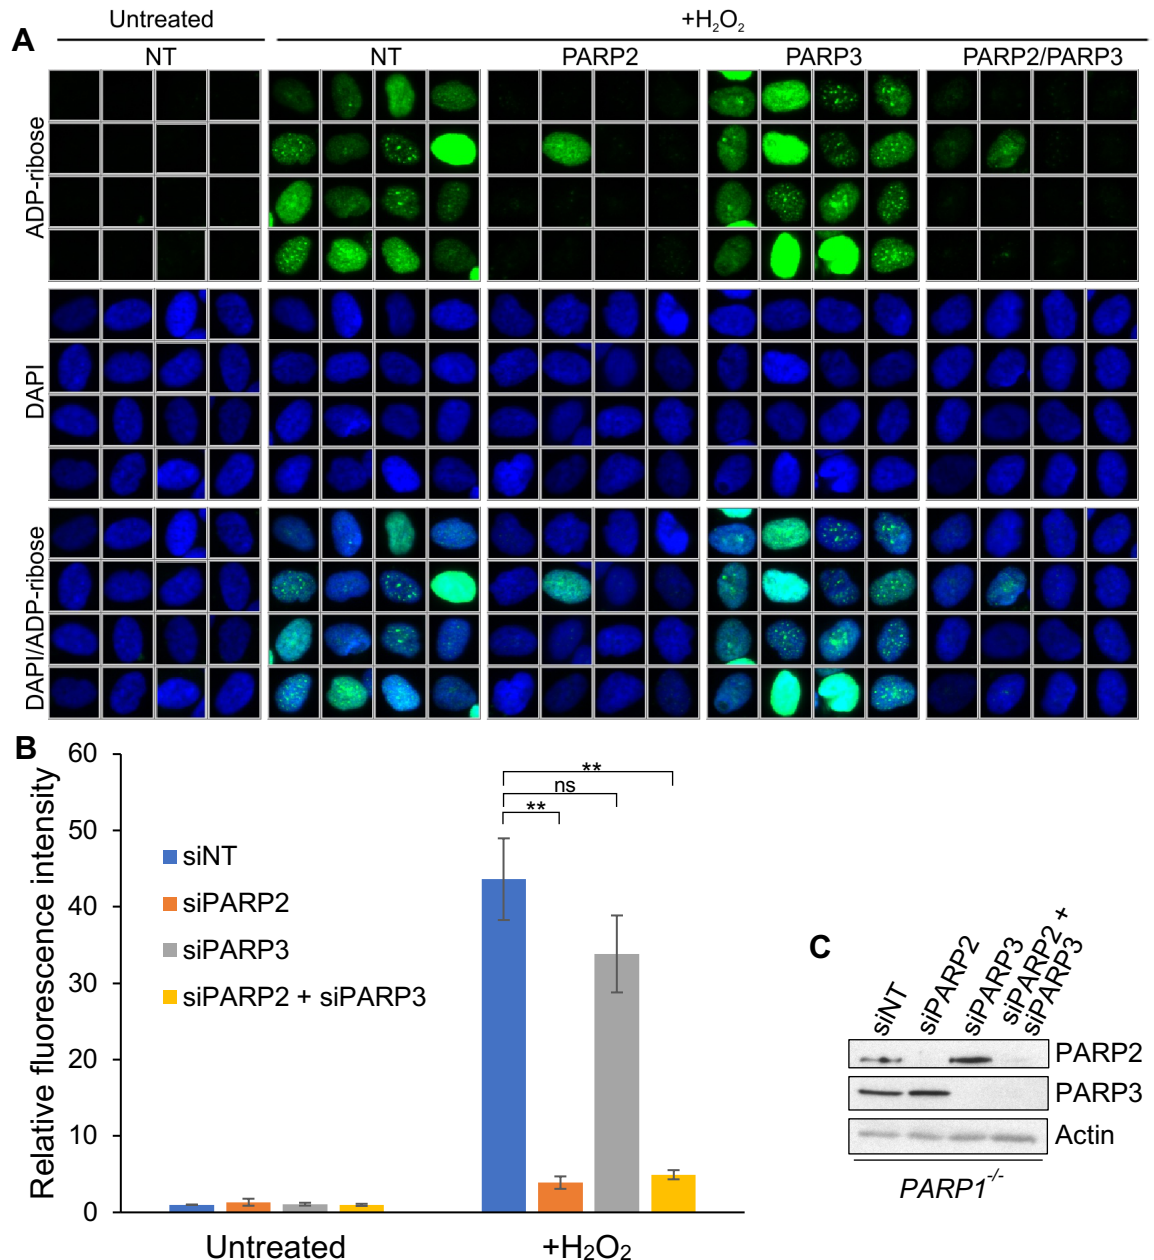 A
Untreated
+H₂O₂
NT
NT
PARP2
PARP3
PARP2/PARP3
ADP-ribose
DAPI
DAPI/ADP-ribose
B
Relative fluorescence intensity
60
50
40
30
20
10
0
siNT
siPARP2
siPARP3
siPARP2 + siPARP3
**
ns
**
Untreated
+H₂O₂
C
siNT
siPARP2
siPARP3
siPARP2 +
siPARP3
PARP2
PARP3
Actin
PARP1⁻/⁻